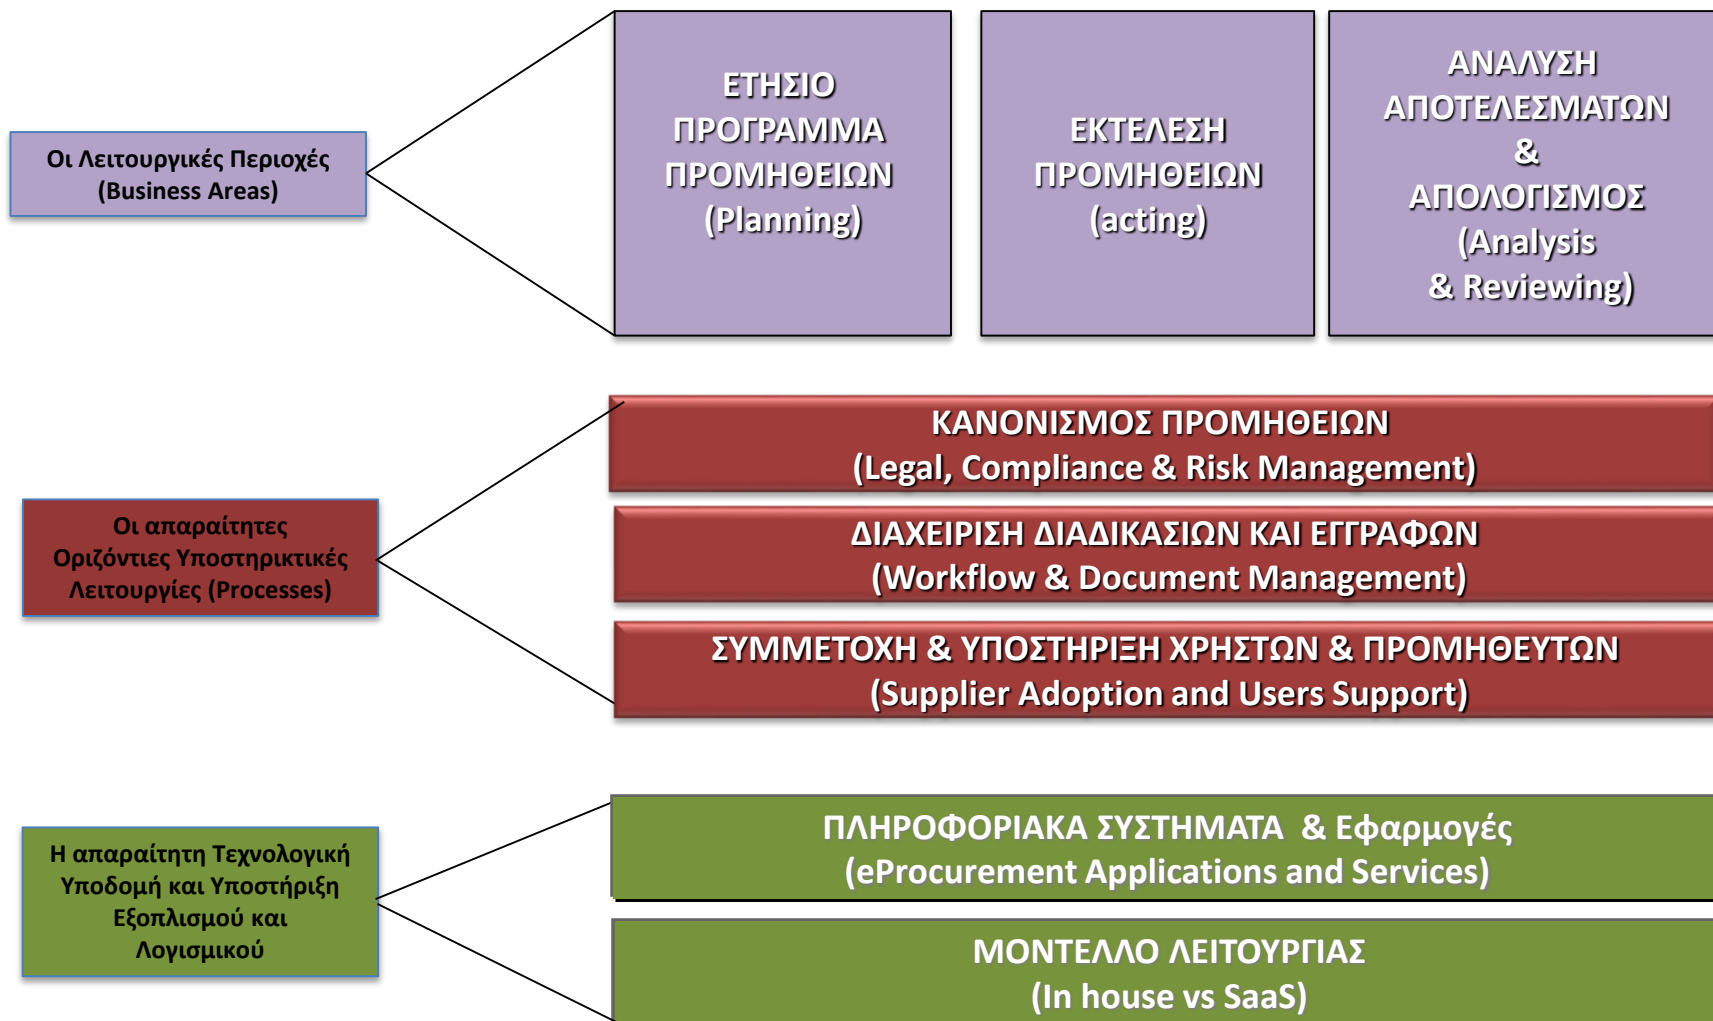 Οι Λειτουργικές Περιοχές
(Business Areas)
ΕΤΗΣΙΟ
ΠΡΟΓΡΑΜΜΑ
ΠΡΟΜΗΘΕΙΩΝ
(Planning)
ΕΚΤΕΛΕΣΗ
ΠΡΟΜΗΘΕΙΩΝ
(acting)
ΑΝΑΛΥΣΗ
ΑΠΟΤΕΛΕΣΜΑΤΩΝ
&
ΑΠΟΛΟΓΙΣΜΟΣ
(Analysis
& Reviewing)
Οι απαραίτητες
Οριζόντιες Υποστηρικτικές
Λειτουργίες (Processes)
ΚΑΝΟΝΙΣΜΟΣ ΠΡΟΜΗΘΕΙΩΝ
(Legal, Compliance & Risk Management)
ΔΙΑΧΕΙΡΙΣΗ ΔΙΑΔΙΚΑΣΙΩΝ ΚΑΙ ΕΓΓΡΑΦΩΝ
(Workflow & Document Management)
ΣΥΜΜΕΤΟΧΗ & ΥΠΟΣΤΗΡΙΞΗ ΧΡΗΣΤΩΝ & ΠΡΟΜΗΘΕΥΤΩΝ
(Supplier Adoption and Users Support)
Η απαραίτητη Τεχνολογική
Υποδομή και Υποστήριξη
Εξοπλισμού και
Λογισμικού
ΠΛΗΡΟΦΟΡΙΑΚΑ ΣΥΣΤΗΜΑΤΑ & Εφαρμογές
(eProcurement Applications and Services)
ΜΟΝΤΕΛΛΟ ΛΕΙΤΟΥΡΓΙΑΣ
(In house vs SaaS)